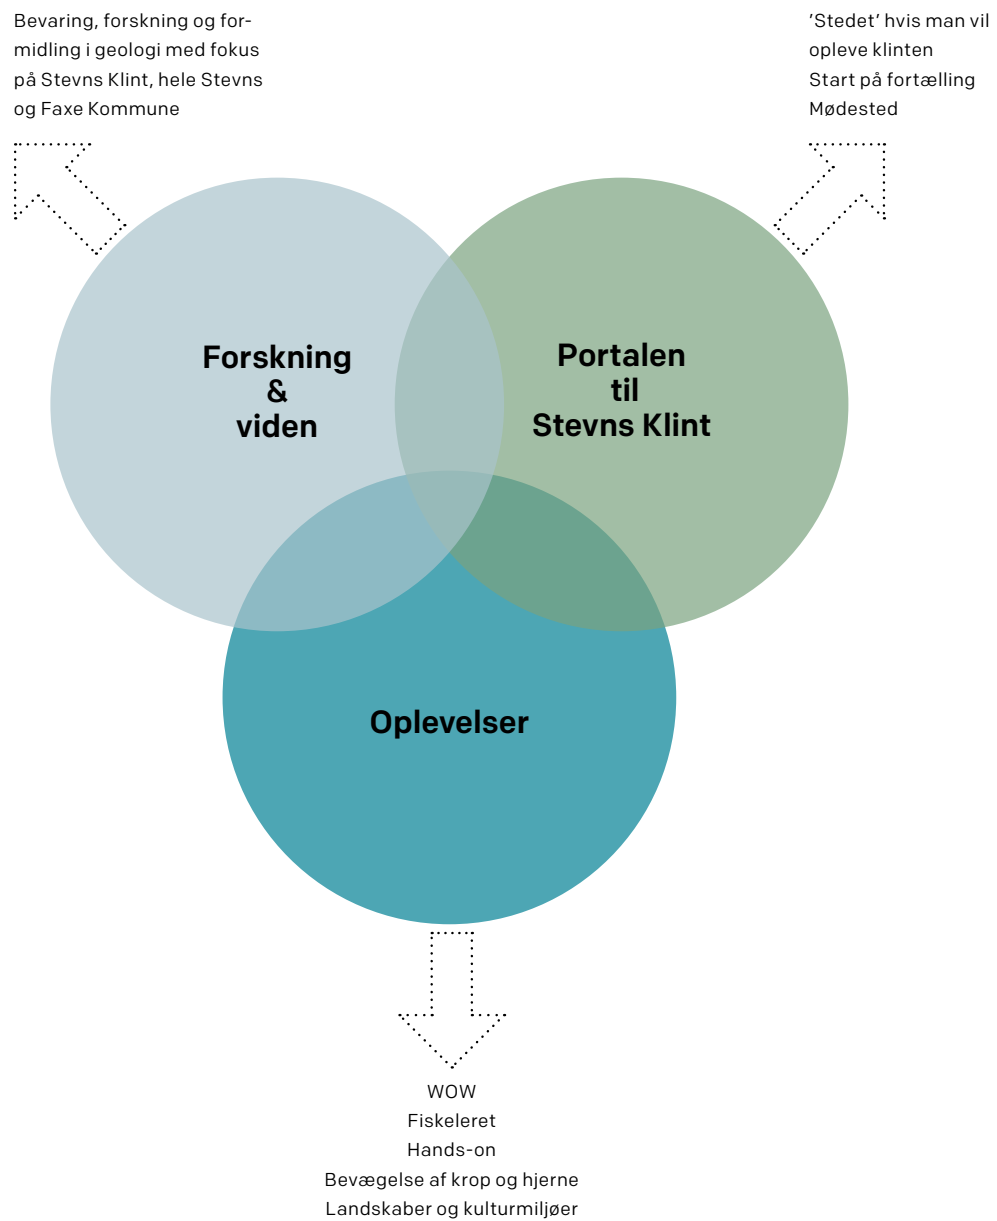 Bevaring, forskning og for-
midling i geologi med fokus
på Stevns Klint, hele Stevns
og Faxe Kommune
’Stedet’ hvis man vil
opleve klinten
Start på fortælling
Mødested
Forskning
&
viden
Portalen
til
Stevns Klint
Oplevelser
WOW
Fiskeleret
Hands-on
Bevægelse af krop og hjerne
Landskaber og kulturmiljøer